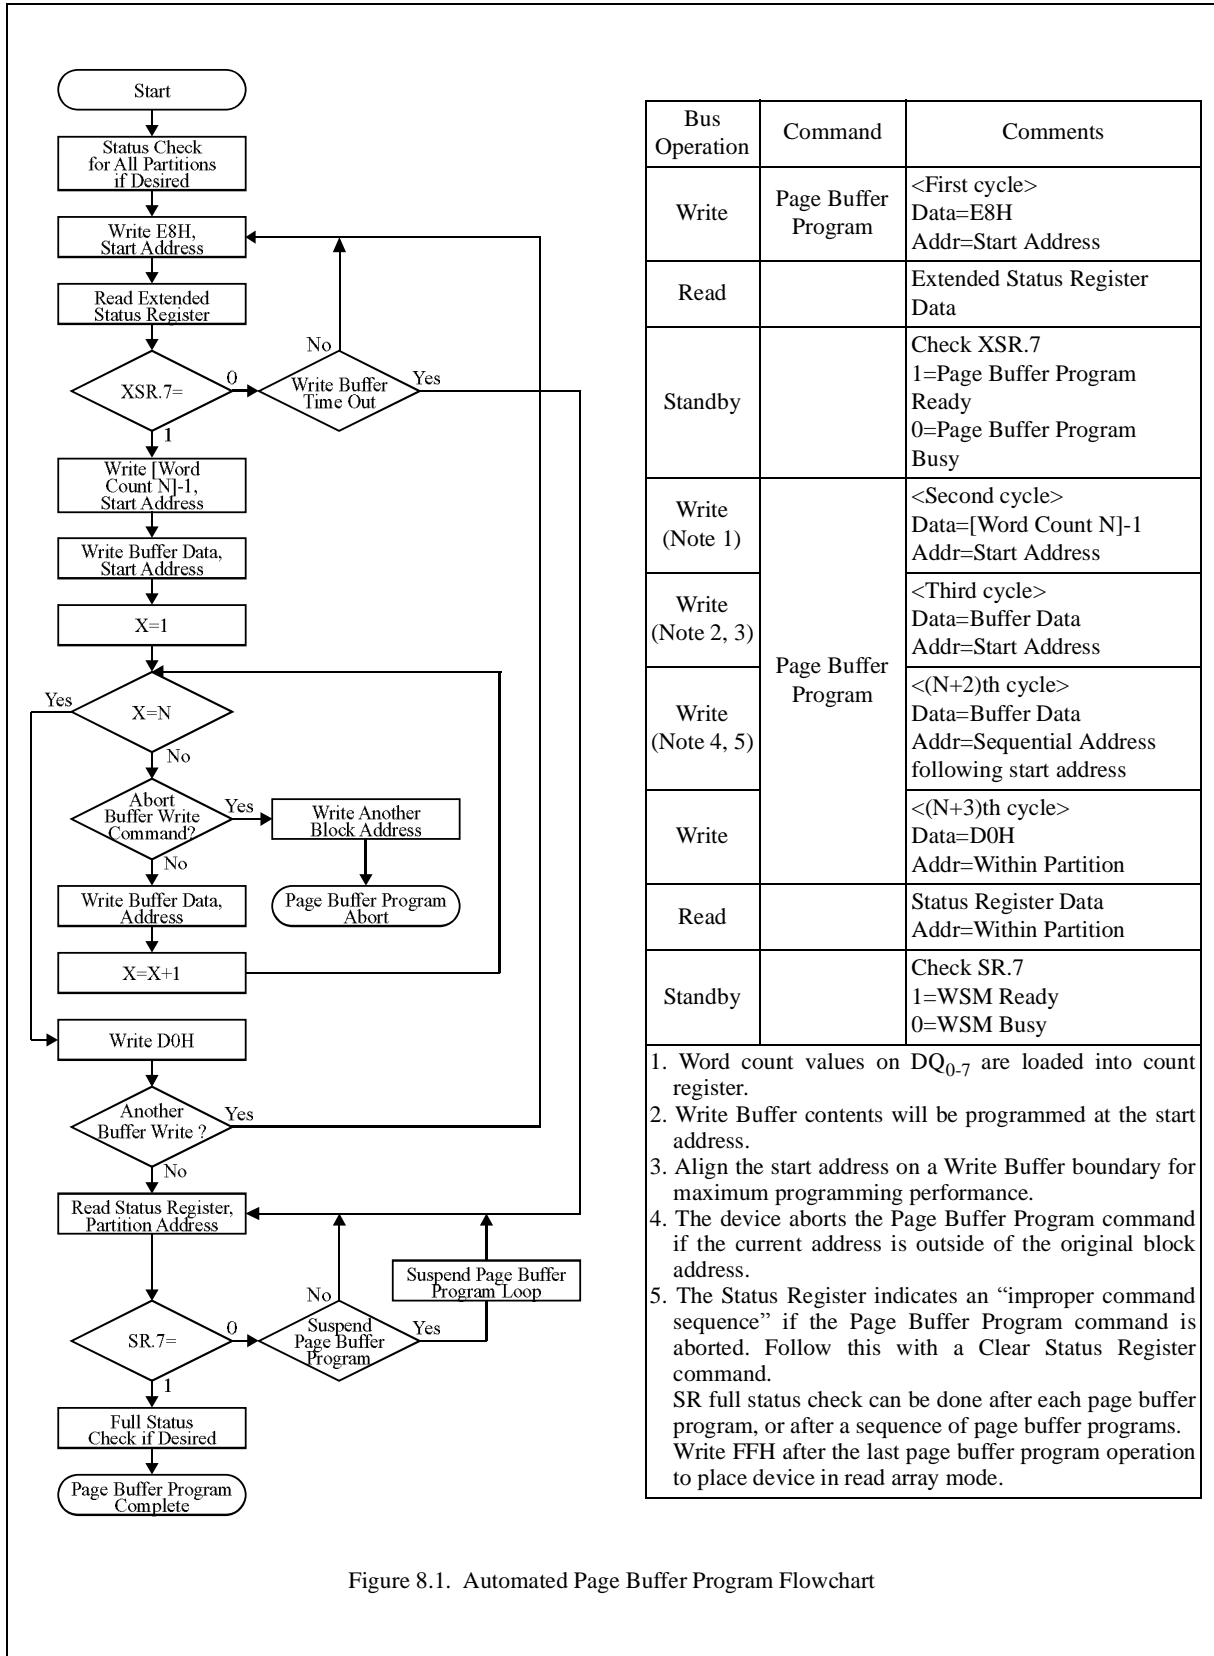 Start
Status Check
for All Partitions
if Desired
Write E8H,
Start Address
Read Extended
Status Register
XSR.7=
0
1
No
Write Buffer
Time Out
Yes
Write [Word
Count N]-1,
Start Address
Write Buffer Data,
Start Address
X=1
Yes
X=N
No
Abort
Buffer Write
Command?
Yes
Write Another
Block Address
Page Buffer Program
Abort
No
Write Buffer Data,
Address
X=X+1
Write D0H
Another
Buffer Write ?
Yes
No
Read Status Register,
Partition Address
Suspend Page Buffer
Program Loop
SR.7=
0
No
Suspend
Page Buffer
Program
Yes
1
Full Status
Check if Desired
Page Buffer Program
Complete
Bus
Operation
Command
Comments
Write
Page Buffer
Program
<First cycle>
Data=E8H
Addr=Start Address
Read
Extended Status Register
Data
Standby
Check XSR.7
1=Page Buffer Program
Ready
0=Page Buffer Program
Busy
Write
(Note 1)
Page Buffer
Program
<Second cycle>
Data=[Word Count N]-1
Addr=Start Address
Write
(Note 2, 3)
<Third cycle>
Data=Buffer Data
Addr=Start Address
Write
(Note 4, 5)
<(N+2)th cycle>
Data=Buffer Data
Addr=Sequential Address
following start address
Write
<(N+3)th cycle>
Data=D0H
Addr=Within Partition
Read
Status Register Data
Addr=Within Partition
Standby
Check SR.7
1=WSM Ready
0=WSM Busy
1. Word count values on DQ0-7 are loaded into count
register.
2. Write Buffer contents will be programmed at the start
address.
3. Align the start address on a Write Buffer boundary for
maximum programming performance.
4. The device aborts the Page Buffer Program command
if the current address is outside of the original block
address.
5. The Status Register indicates an “improper command
sequence” if the Page Buffer Program command is
aborted. Follow this with a Clear Status Register
command.
SR full status check can be done after each page buffer
program, or after a sequence of page buffer programs.
Write FFH after the last page buffer program operation
to place device in read array mode.
Figure 8.1. Automated Page Buffer Program Flowchart